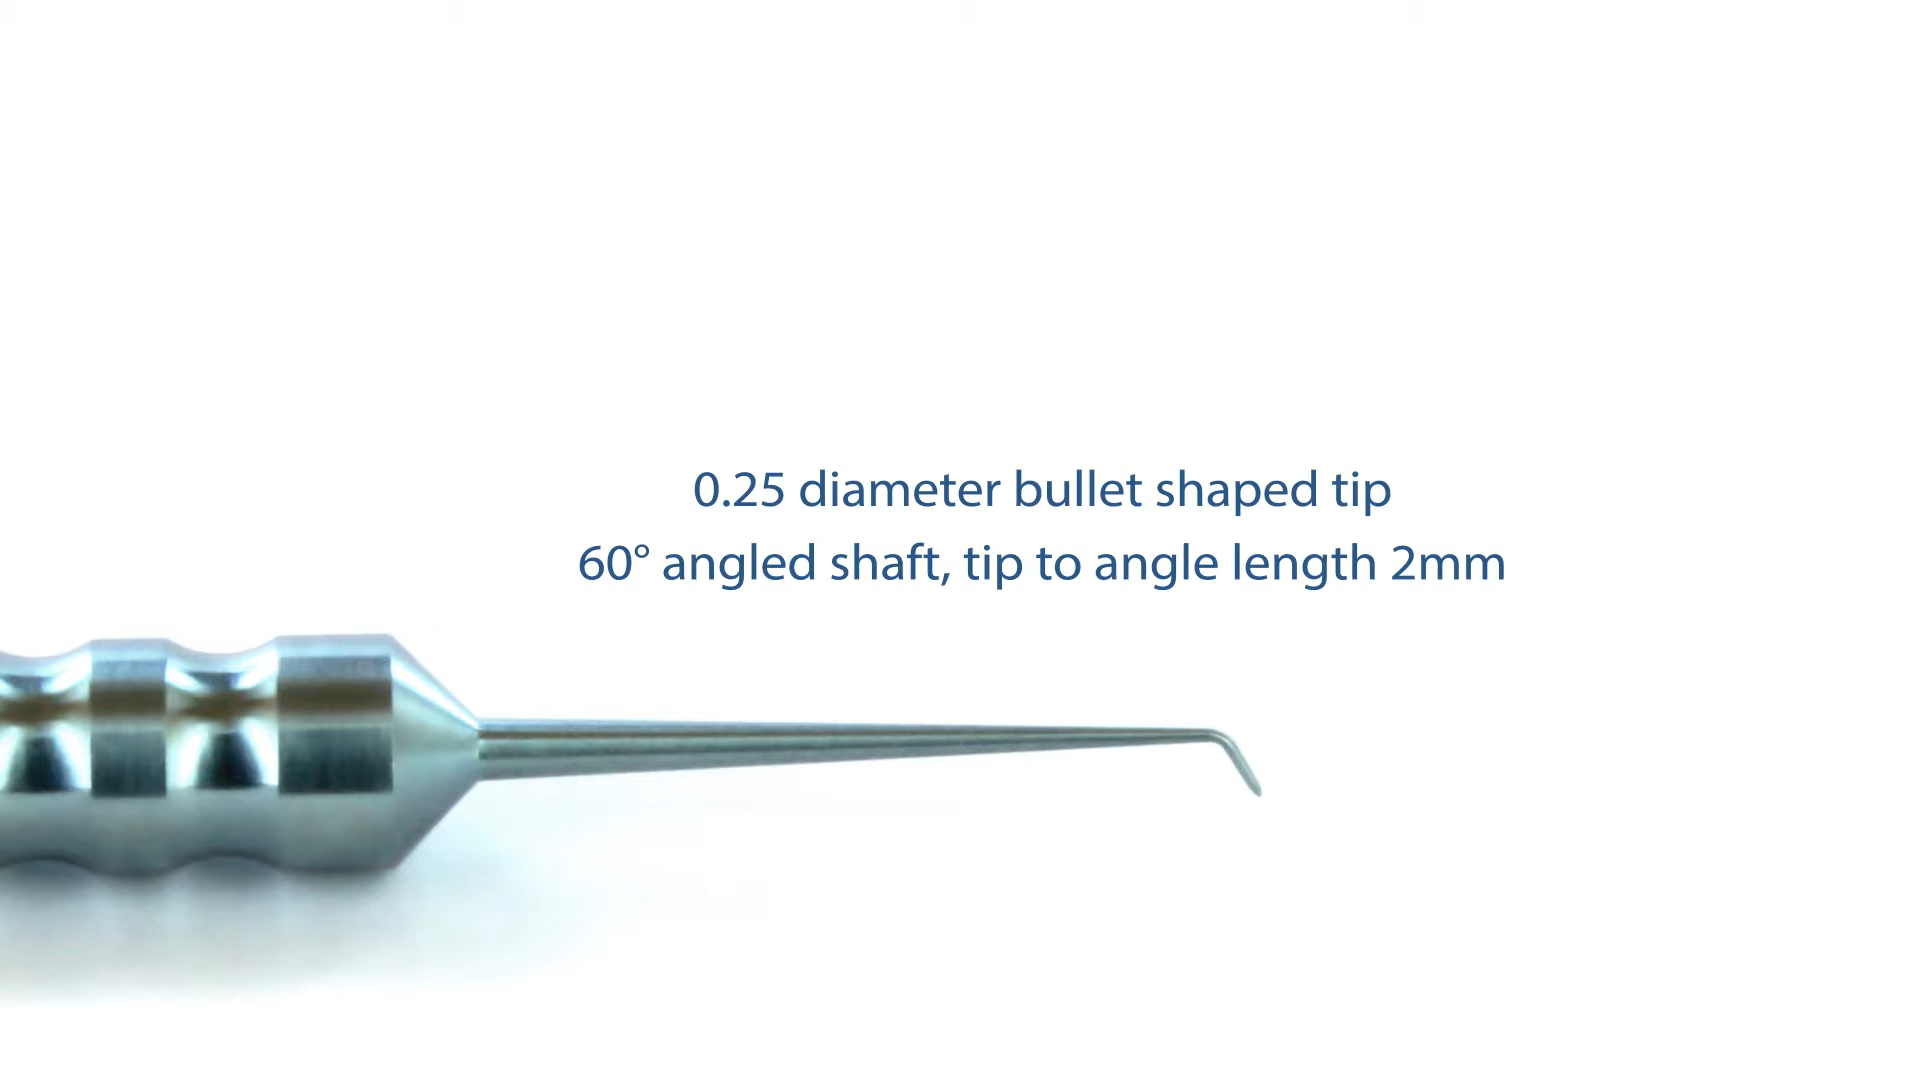 0.25 diameter bullet shaped tip
60° angled shaft, tip to angle length 2mm